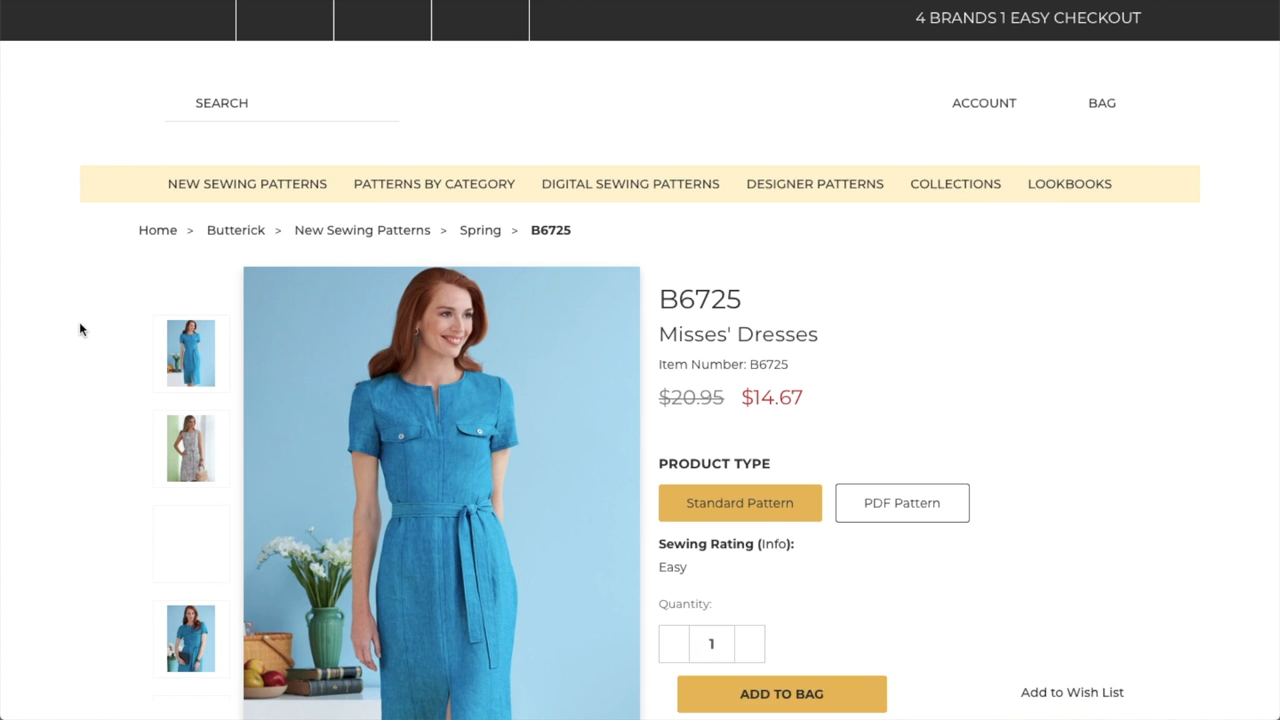 4 BRANDS 1 EASY CHECKOUT
SEARCH
ACCOUNT
BAG
NEW SEWING PATTERNS
PATTERNS BY CATEGORY
DIGITAL SEWING PATTERNS
DESIGNER PATTERNS
COLLECTIONS
LOOKBOOKS
Home > Butterick > New Sewing Patterns > Spring > B6725
B6725
Misses' Dresses
Item Number: B6725
$20.95 $14.67
PRODUCT TYPE
Standard Pattern
PDF Pattern
Sewing Rating (Info):
Easy
Quantity:
1
ADD TO BAG
Add to Wish List